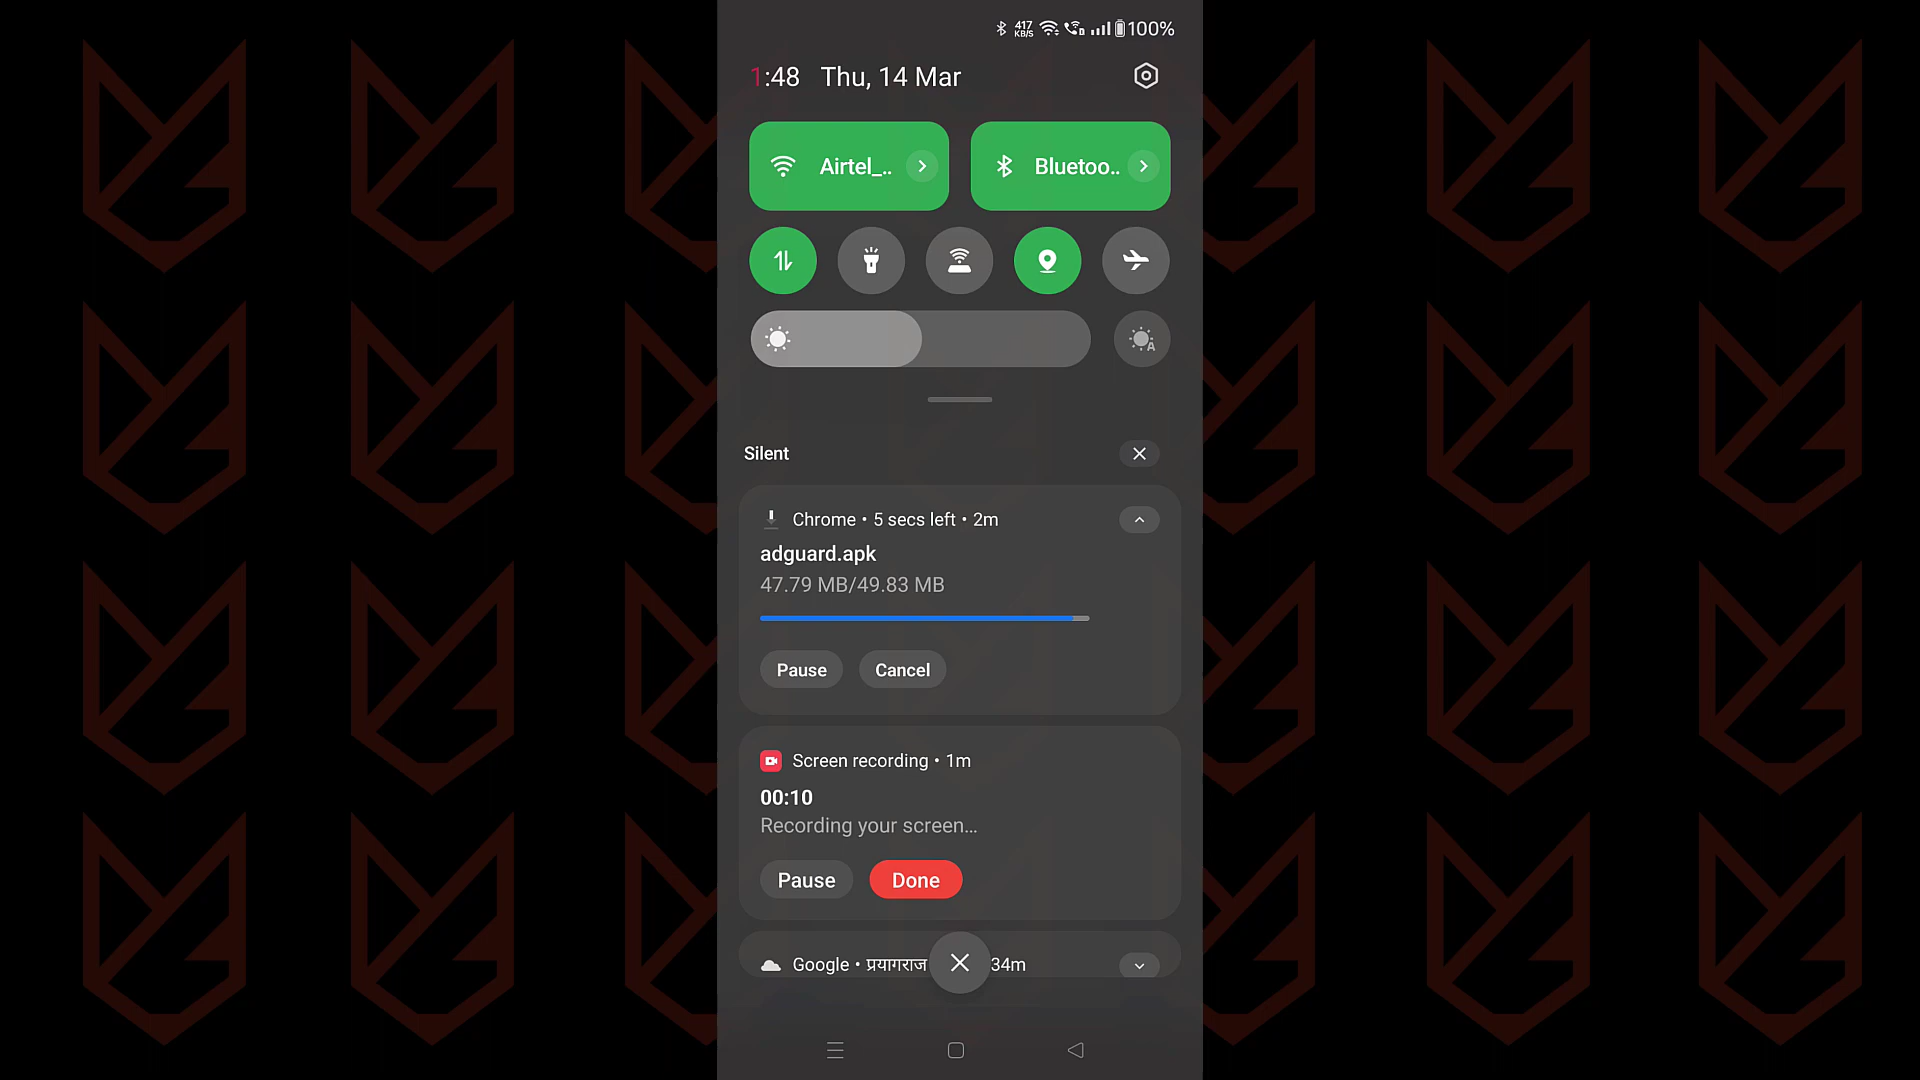 417 KB/S 100%
1:48 Thu, 14 Mar
Airtel_.. Bluetoo..
A
Silent
Chrome • 5 secs left • 2m
adguard.apk
47.79 MB/49.83 MB
Pause Cancel
Screen recording • 1m
00:10
Recording your screen...
Pause Done
Google • प्रयागराज 34m